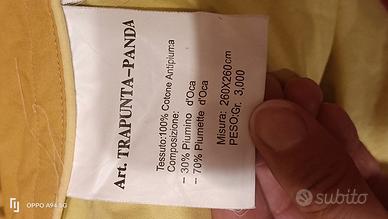 Art. TRAPUNTA-PANDA
Tessuto:100% Cotone Antipiuma
Composizione:
- 30% Piumino d'Oca
- 70% Piumette d'Oca
Misura: 260X260cm
PESO:Gr. 3,000
OPPO A94 5G
subito